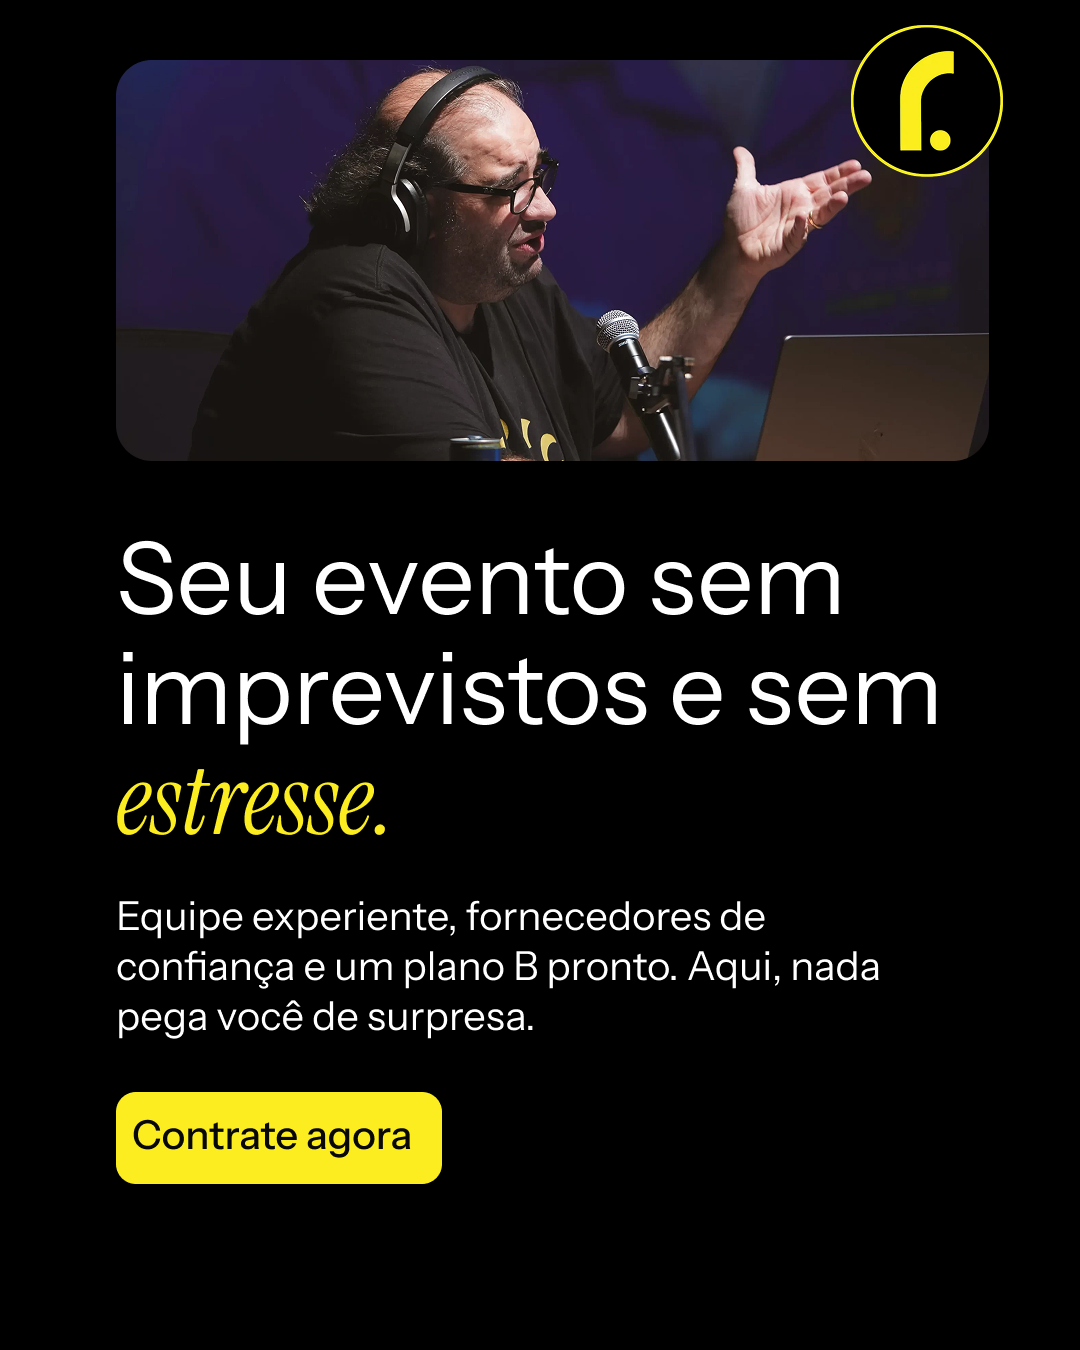 r.
Seu evento sem
imprevistos e sem
estresse.
Equipe experiente, fornecedores de
confiança e um plano B pronto. Aqui, nada
pega você de surpresa.
Contrate agora